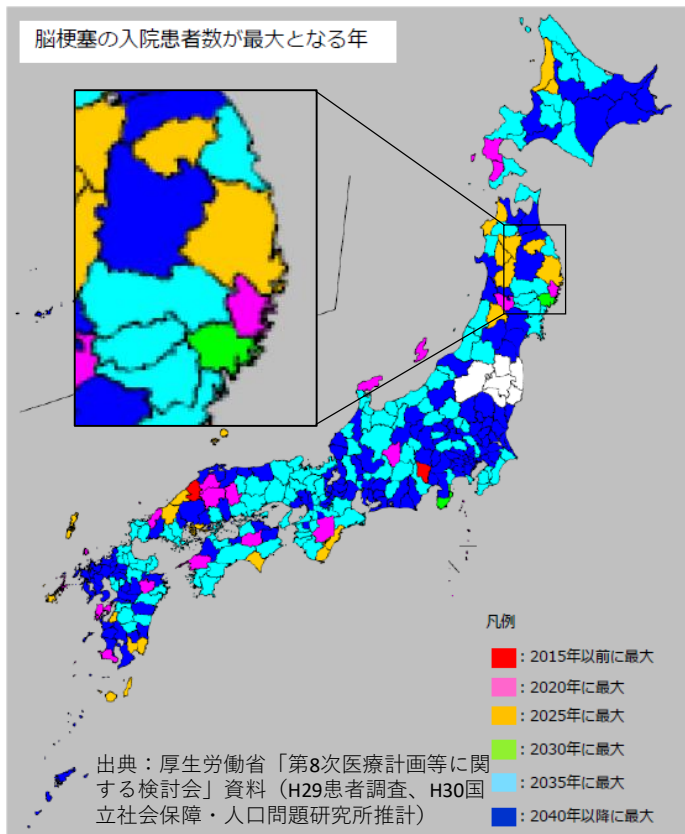 脳梗塞の入院患者数が最大となる年
凡例
：2015年以前に最大
：2020年に最大
：2025年に最大
：2030年に最大
：2035年に最大
：2040年以降に最大
出典：厚生労働省「第8次医療計画等に関
する検討会」資料（H29患者調査、H30国
立社会保障・人口問題研究所推計）